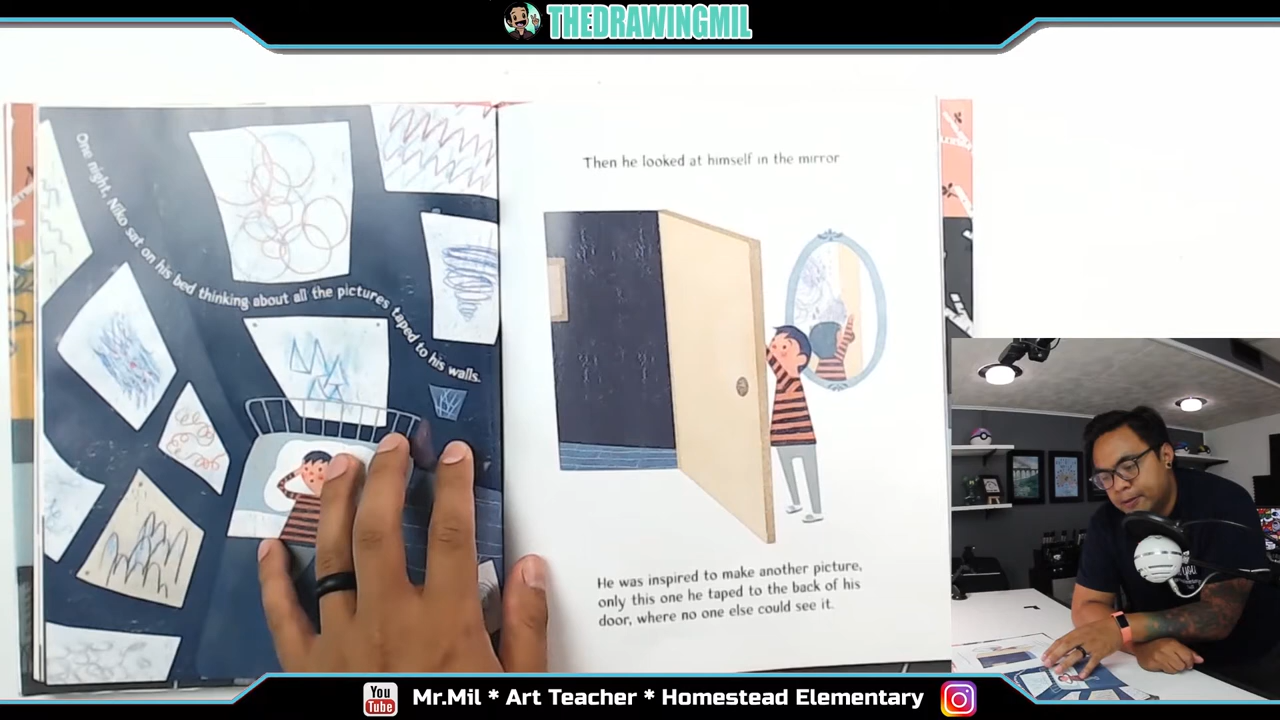 THEDRAWINGMIL
One night, Niko sat on his bed thinking about all the pictures taped to his walls.
Then he looked at himself in the mirror
He was inspired to make another picture,
only this one he taped to the back of his
door, where no one else could see it.
You
Tube
Mr.Mil * Art Teacher * Homestead Elementary